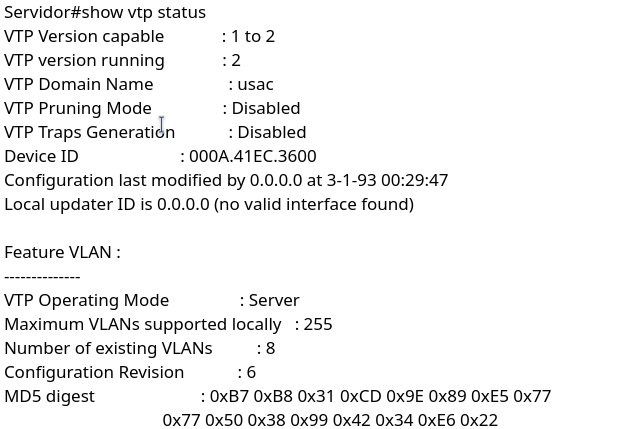 Servidor#show vtp status
VTP Version capable : 1 to 2
VTP version running : 2
VTP Domain Name : usac
VTP Pruning Mode : Disabled
VTP Traps Generation : Disabled
Device ID : 000A.41EC.3600
Configuration last modified by 0.0.0.0 at 3-1-93 00:29:47
Local updater ID is 0.0.0.0 (no valid interface found)
Feature VLAN :
--------------
VTP Operating Mode : Server
Maximum VLANs supported locally : 255
Number of existing VLANs : 8
Configuration Revision : 6
MD5 digest : 0xB7 0xB8 0x31 0xCD 0x9E 0x89 0xE5 0x77
0x77 0x50 0x38 0x99 0x42 0x34 0xE6 0x22